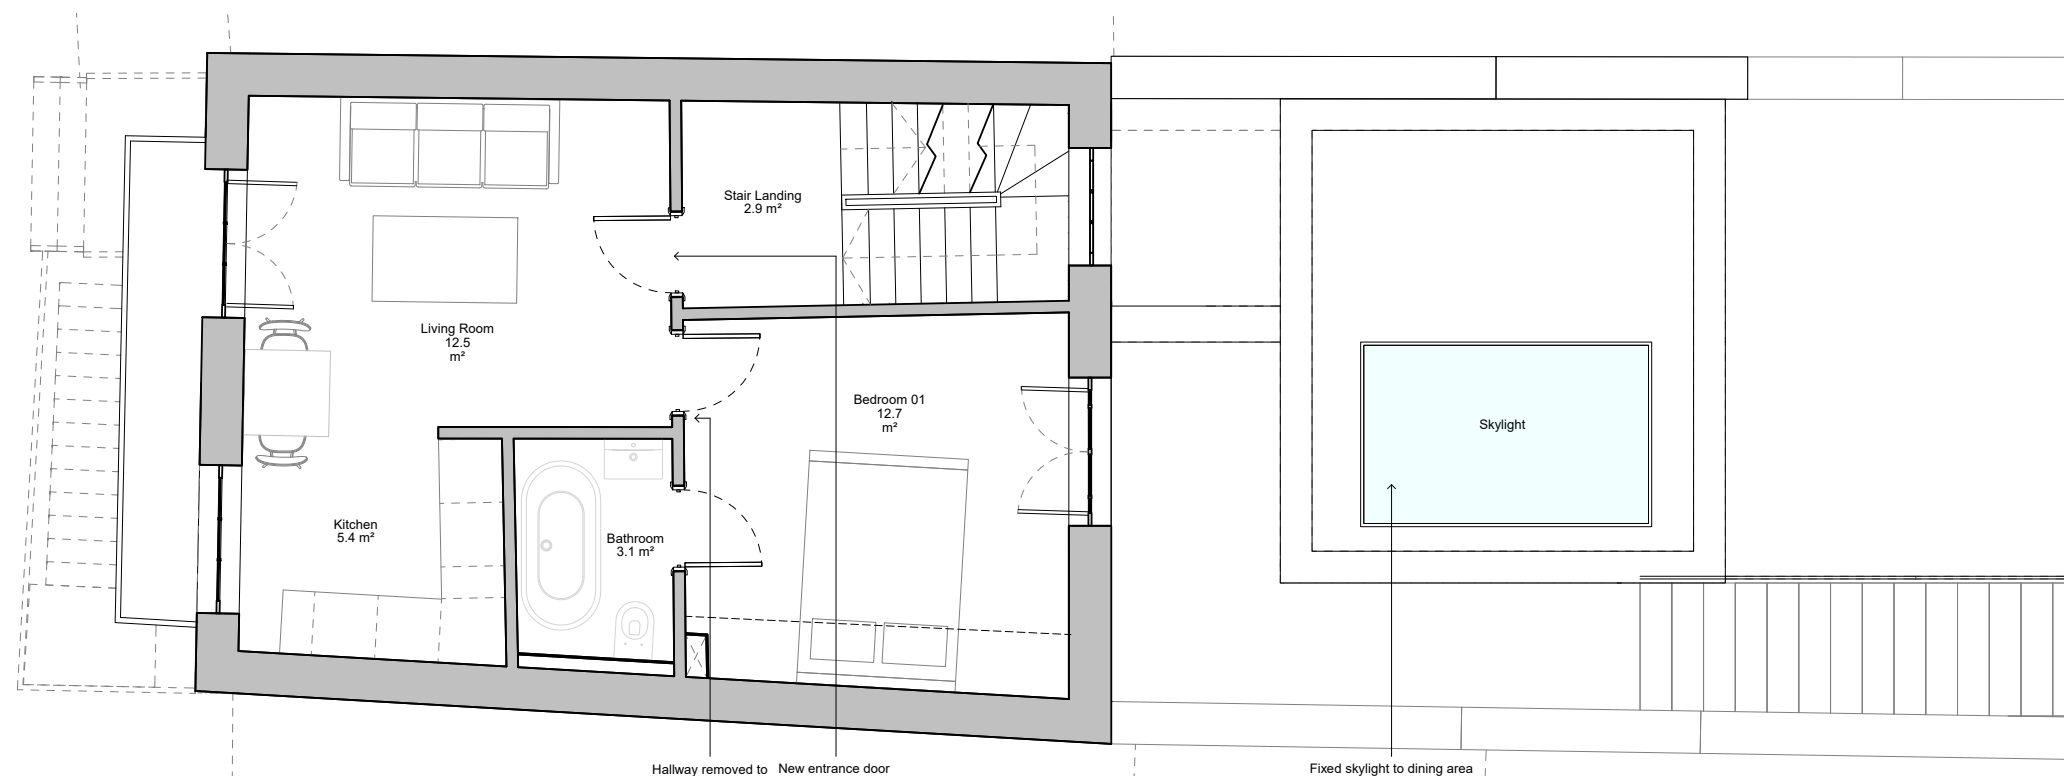 Stair Landing
2.9 m²
Living Room
12.5
m²
Bedroom 01
12.7
m²
Skylight
Kitchen
5.4 m²
Bathroom
3.1 m²
Hallway removed to
New entrance door
Fixed skylight to dining area